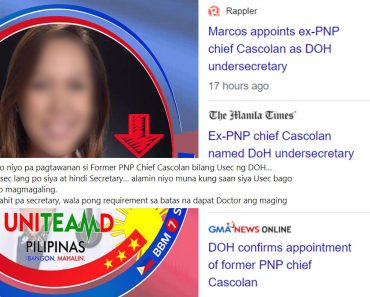 Rappler
Marcos appoints ex-PNP
chief Cascolan as DOH
undersecretary
17 hours ago
The Manila Times
Ex-PNP chief Cascolan
named DoH undersecretary
GMA NEWS ONLINE
DOH confirms appointment
of former PNP chief
Cascolan
niyo pa pagtawanan si Former PNP Chief Cascolan bilang Usec ng DOH...
lang po siya at hindi Secretary... alamin niyo muna kung saan siya Usec bago
magmagaling.
pa secretary, wala pong requirement sa batas na dapat Doctor ang maging
UNITEAMD
PILIPINAS
BANGON, MAHALIN.
BBM 7